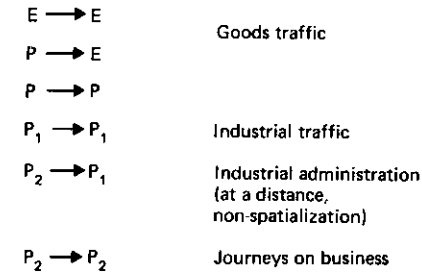 E → E Goods traffic
P → E
P → P
P₁ → P₁ Industrial traffic
P₂ → P₁ Industrial administration
(at a distance,
non-spatialization)
P₂ → P₂ Journeys on business